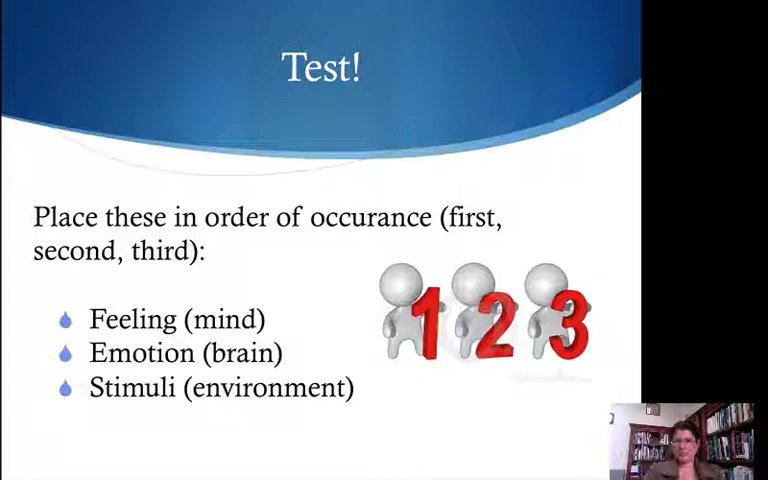 Test!
Place these in order of occurance (first,
second, third):
Feeling (mind)
Emotion (brain)
Stimuli (environment)
1 2 3